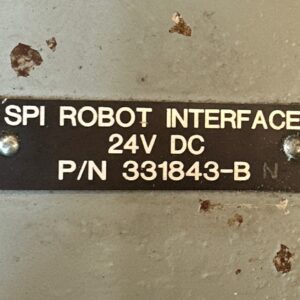 SPI ROBOT INTERFACE
24V DC
P/N 331843-B N